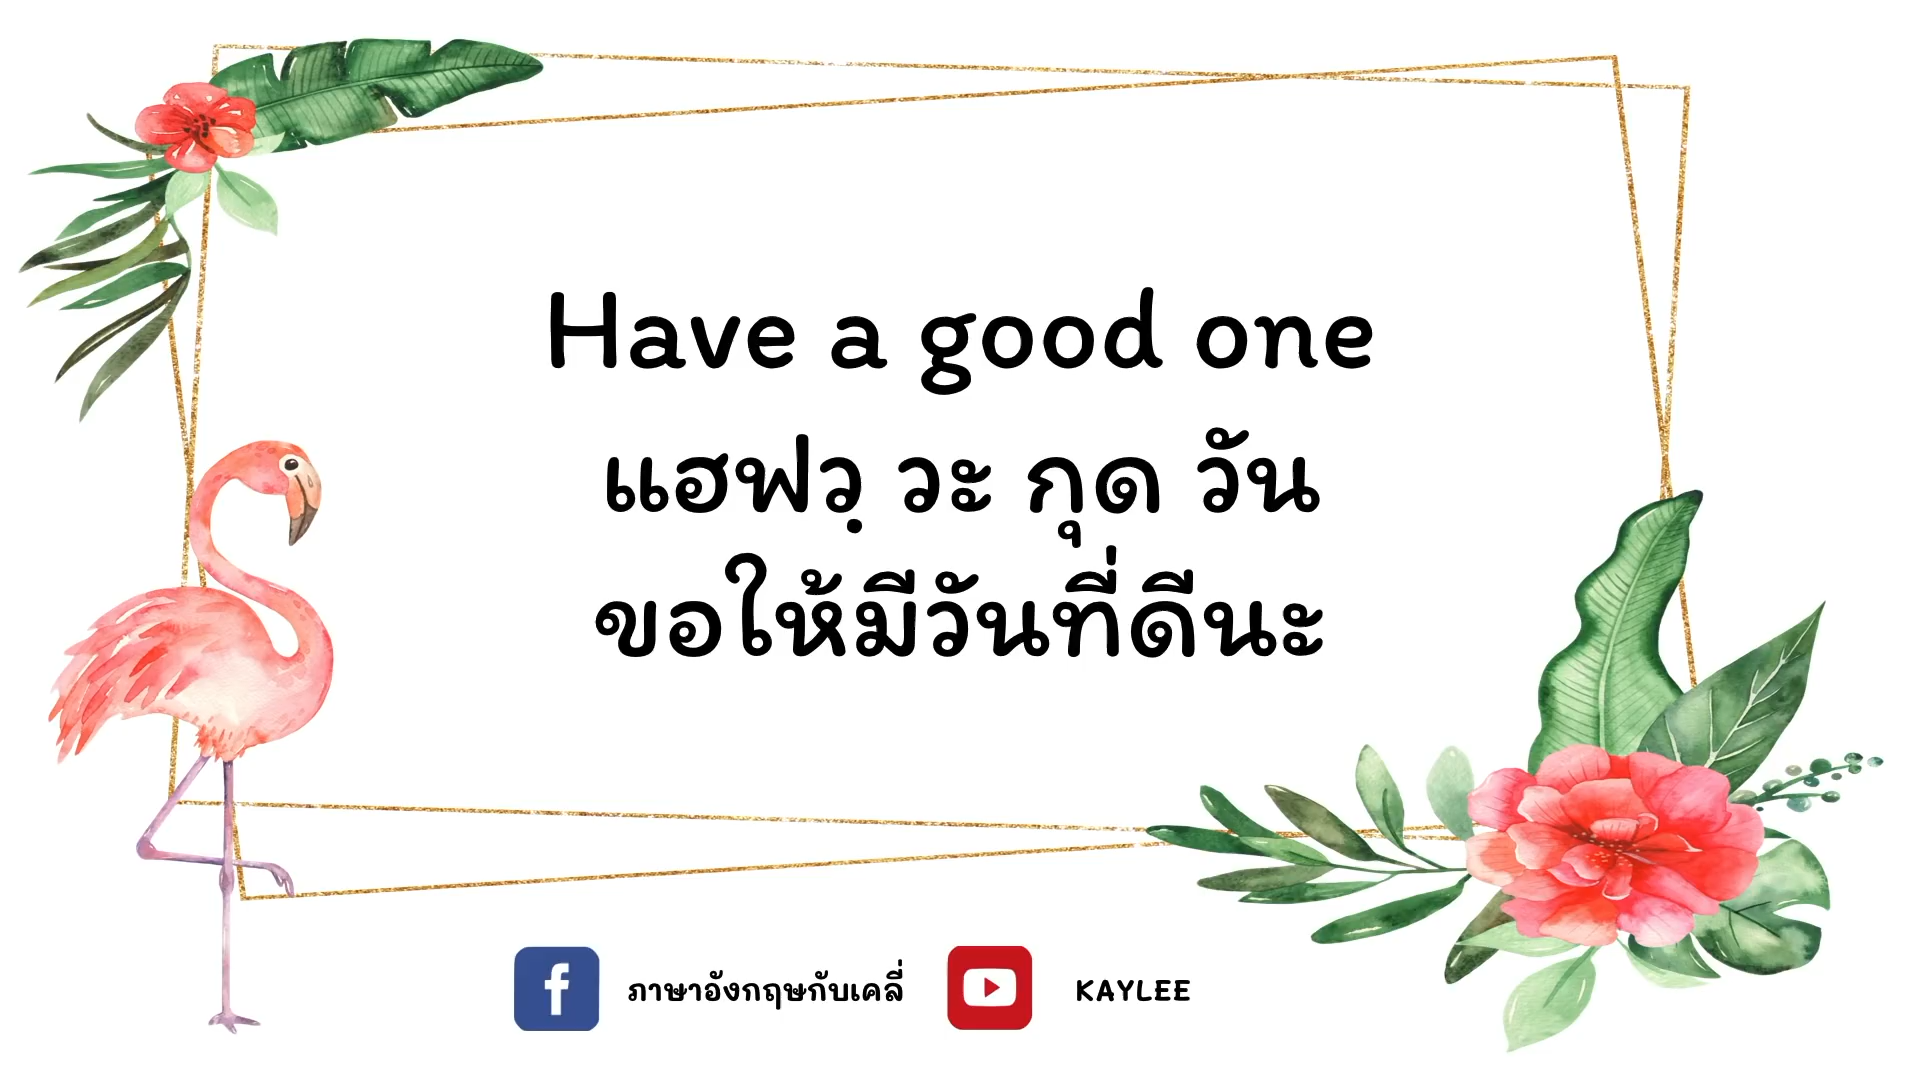 Have a good one
แฮฟวฺ วะ กุด วัน
ขอให้มีวันที่ดีนะ
ภาษาอังกฤษกับเคลี่ KAYLEE